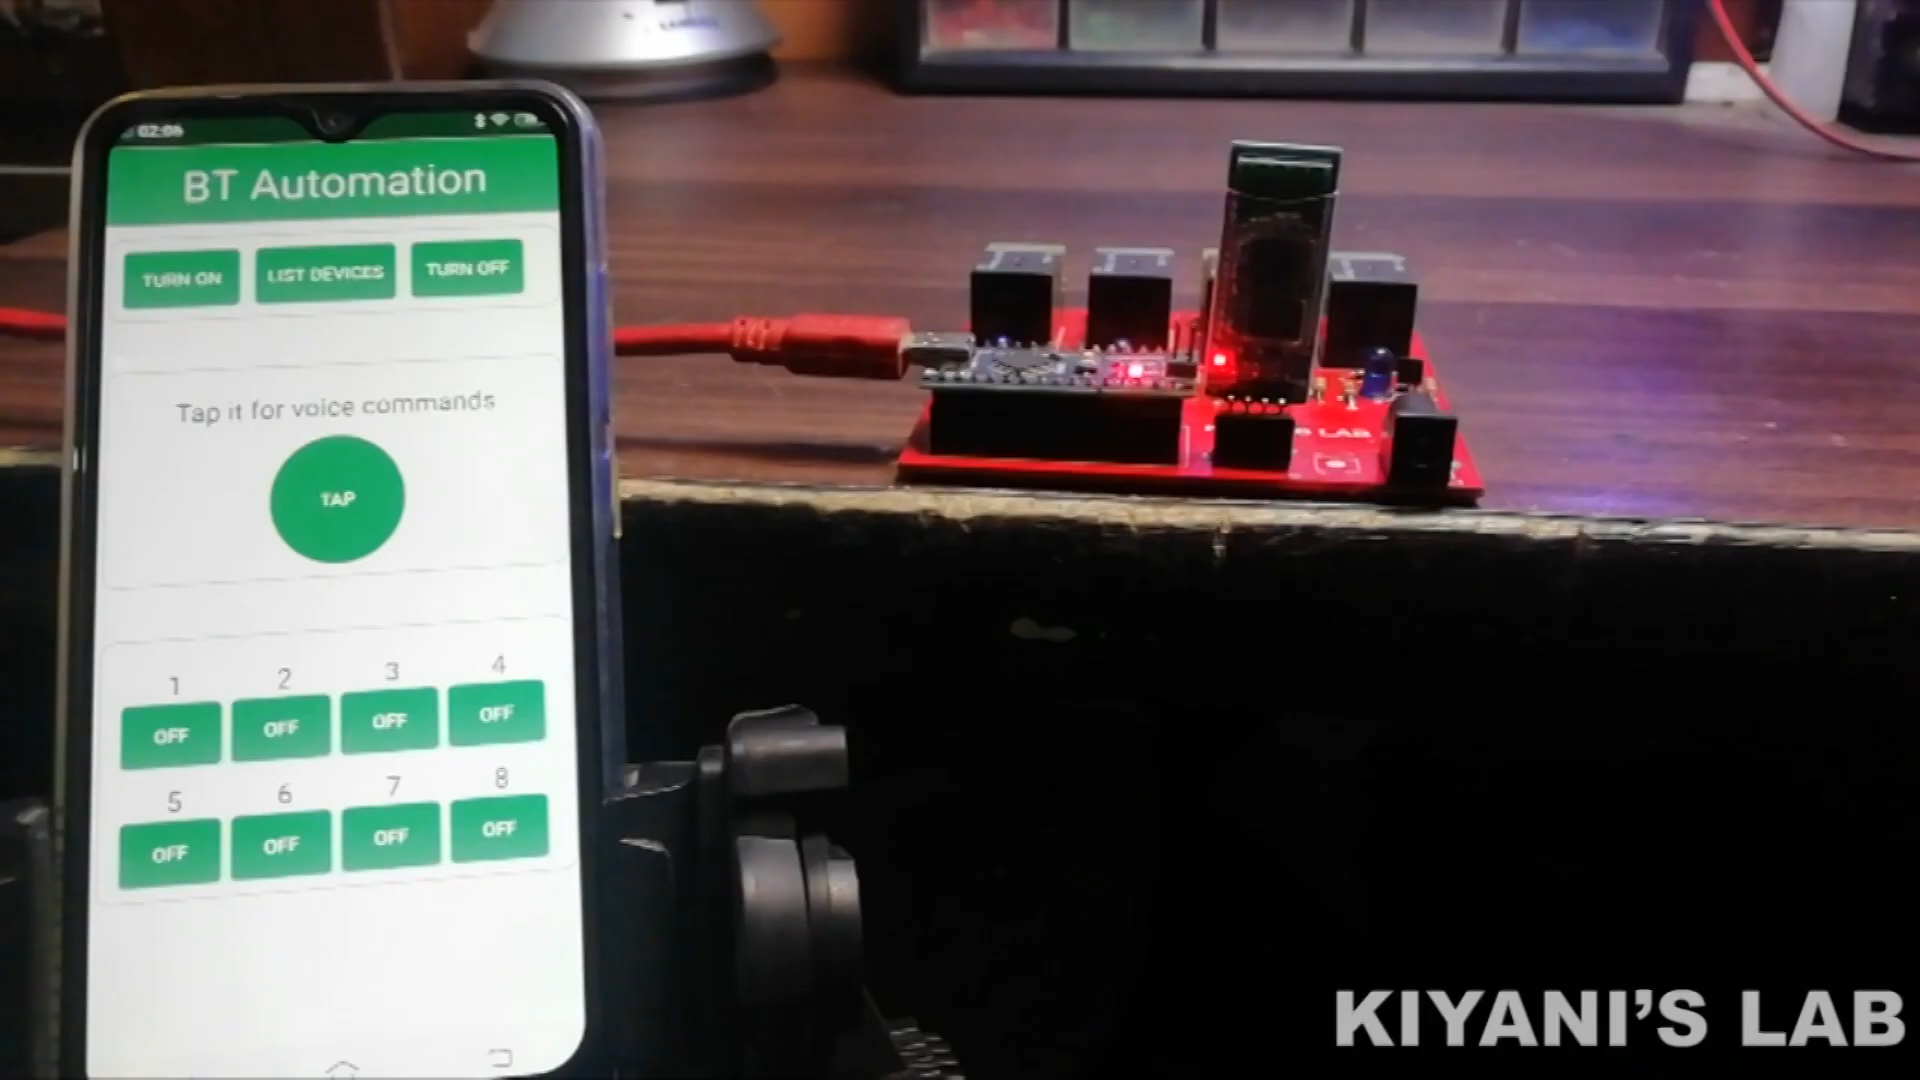 02:06
BT Automation
TURN ON
LIST DEVICES
TURN OFF
Tap it for voice commands
TAP
1 2 3 4
OFF OFF OFF OFF
5 6 7 8
OFF OFF OFF OFF
LAB
KIYANI'S LAB